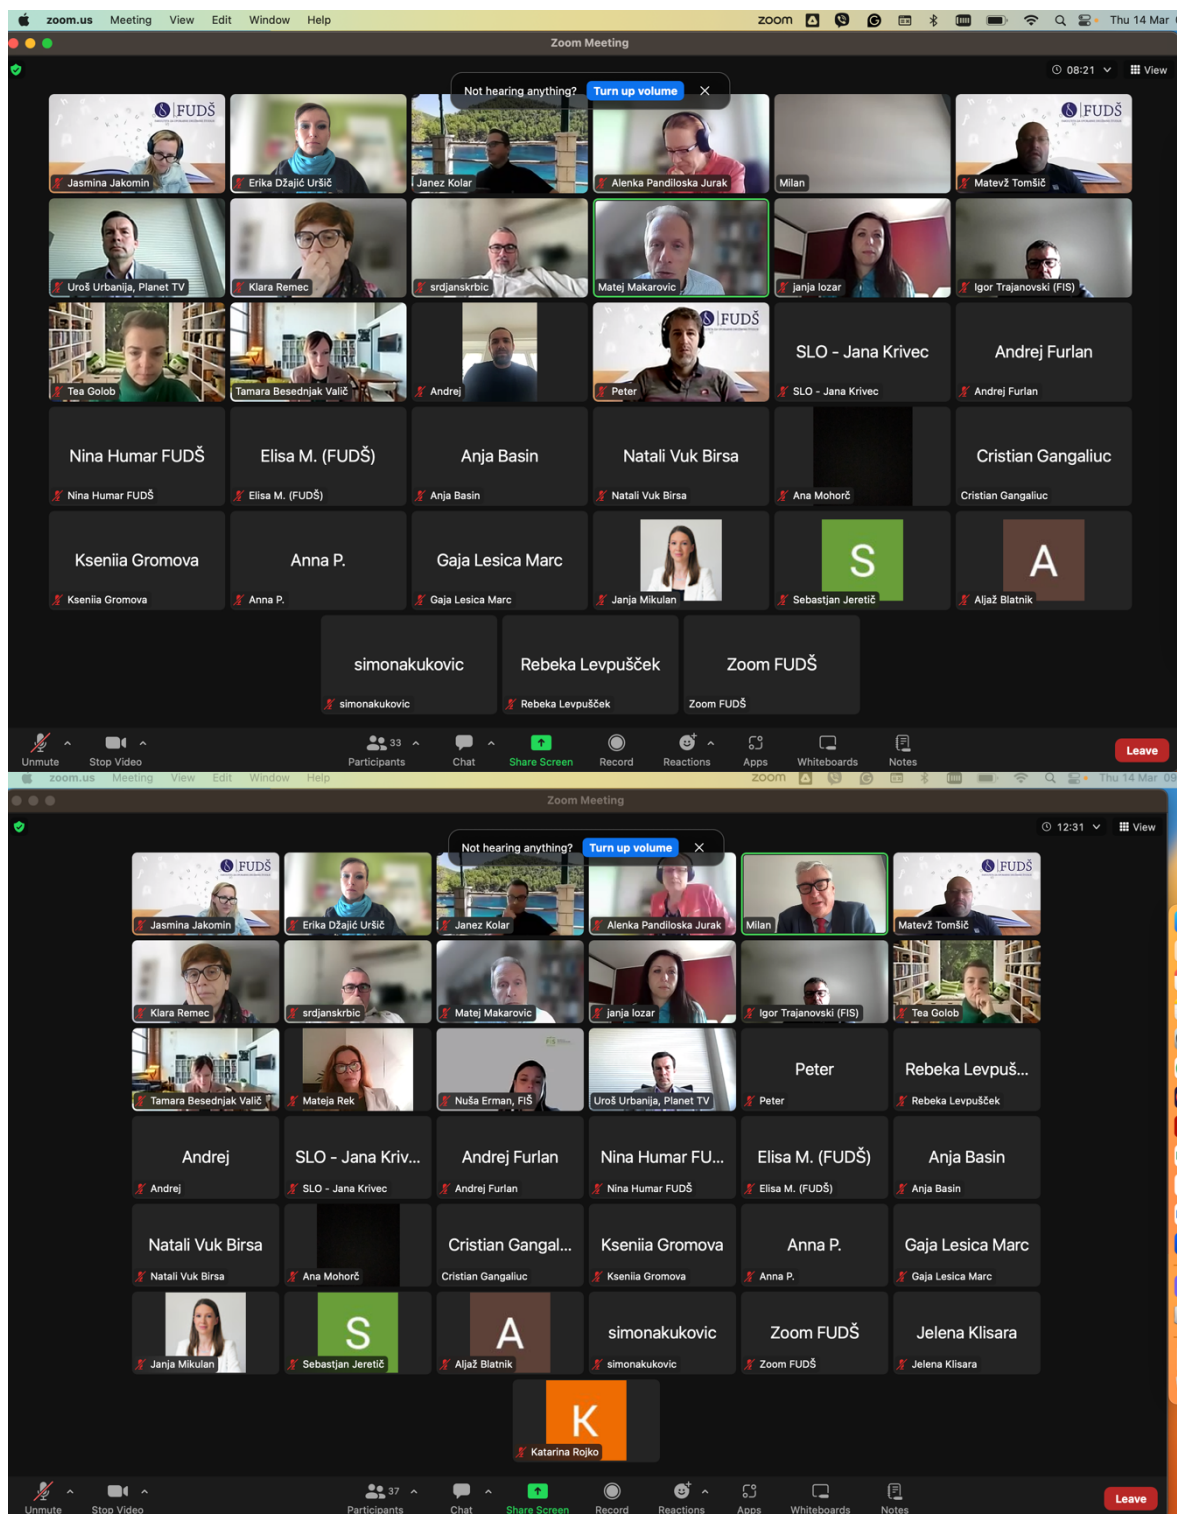 zoom.us Meeting View Edit Window Help zoom Thu 14 Mar
Zoom Meeting
08:21 View
Not hearing anything? Turn up volume
FUDŠ
FUDŠ
Jasmina Jakomin
Erika Džajić Uršič
Janez Kolar
Alenka Pandiloska Jurak
Milan
Matevž Tomšič
Uroš Urbanija, Planet TV
Klara Remec
srdjanskrbic
Matej Makarovic
janja lozar
Igor Trajanovski (FIS)
FUDŠ
SLO - Jana Krivec
Andrej Furlan
Tea Golob
Tamara Besednjak Valič
Andrej
Peter
SLO - Jana Krivec
Andrej Furlan
Nina Humar FUDŠ
Elisa M. (FUDŠ)
Anja Basin
Natali Vuk Birsa
Cristian Gangaliuc
Nina Humar FUDŠ
Elisa M. (FUDŠ)
Anja Basin
Natali Vuk Birsa
Ana Mohorč
Cristian Gangaliuc
Kseniia Gromova
Anna P.
Gaja Lesica Marc
S
A
Kseniia Gromova
Anna P.
Gaja Lesica Marc
Janja Mikulan
Sebastjan Jeretič
Aljaž Blatnik
simonakukovic
Rebeka Levpušček
Zoom FUDŠ
simonakukovic
Rebeka Levpušček
Zoom FUDŠ
33
Unmute Stop Video Participants Chat Share Screen Record Reactions Apps Whiteboards Notes Leave
zoom.us Meeting View Edit Window Help zoom Thu 14 Mar 09
Zoom Meeting
12:31 View
Not hearing anything? Turn up volume
FUDŠ
FUDŠ
Jasmina Jakomin
Erika Džajić Uršič
Janez Kolar
Alenka Pandiloska Jurak
Milan
Matevž Tomšič
Klara Remec
srdjanskrbic
Matej Makarovic
janja lozar
Igor Trajanovski (FIS)
Tea Golob
Peter
Rebeka Levpuš...
Tamara Besednjak Valič
Mateja Rek
Nuša Erman, FIŠ
Uroš Urbanija, Planet TV
Peter
Rebeka Levpušček
Andrej
SLO - Jana Kriv...
Andrej Furlan
Nina Humar FU...
Elisa M. (FUDŠ)
Anja Basin
Andrej
SLO - Jana Krivec
Andrej Furlan
Nina Humar FUDŠ
Elisa M. (FUDŠ)
Anja Basin
Natali Vuk Birsa
Cristian Gangal...
Kseniia Gromova
Anna P.
Gaja Lesica Marc
Natali Vuk Birsa
Ana Mohorč
Cristian Gangaliuc
Kseniia Gromova
Anna P.
Gaja Lesica Marc
S
A
simonakukovic
Zoom FUDŠ
Jelena Klisara
Janja Mikulan
Sebastjan Jeretič
Aljaž Blatnik
simonakukovic
Zoom FUDŠ
Jelena Klisara
K
Katarina Rojko
37
Unmute Stop Video Participants Chat Share Screen Record Reactions Apps Whiteboards Notes Leave